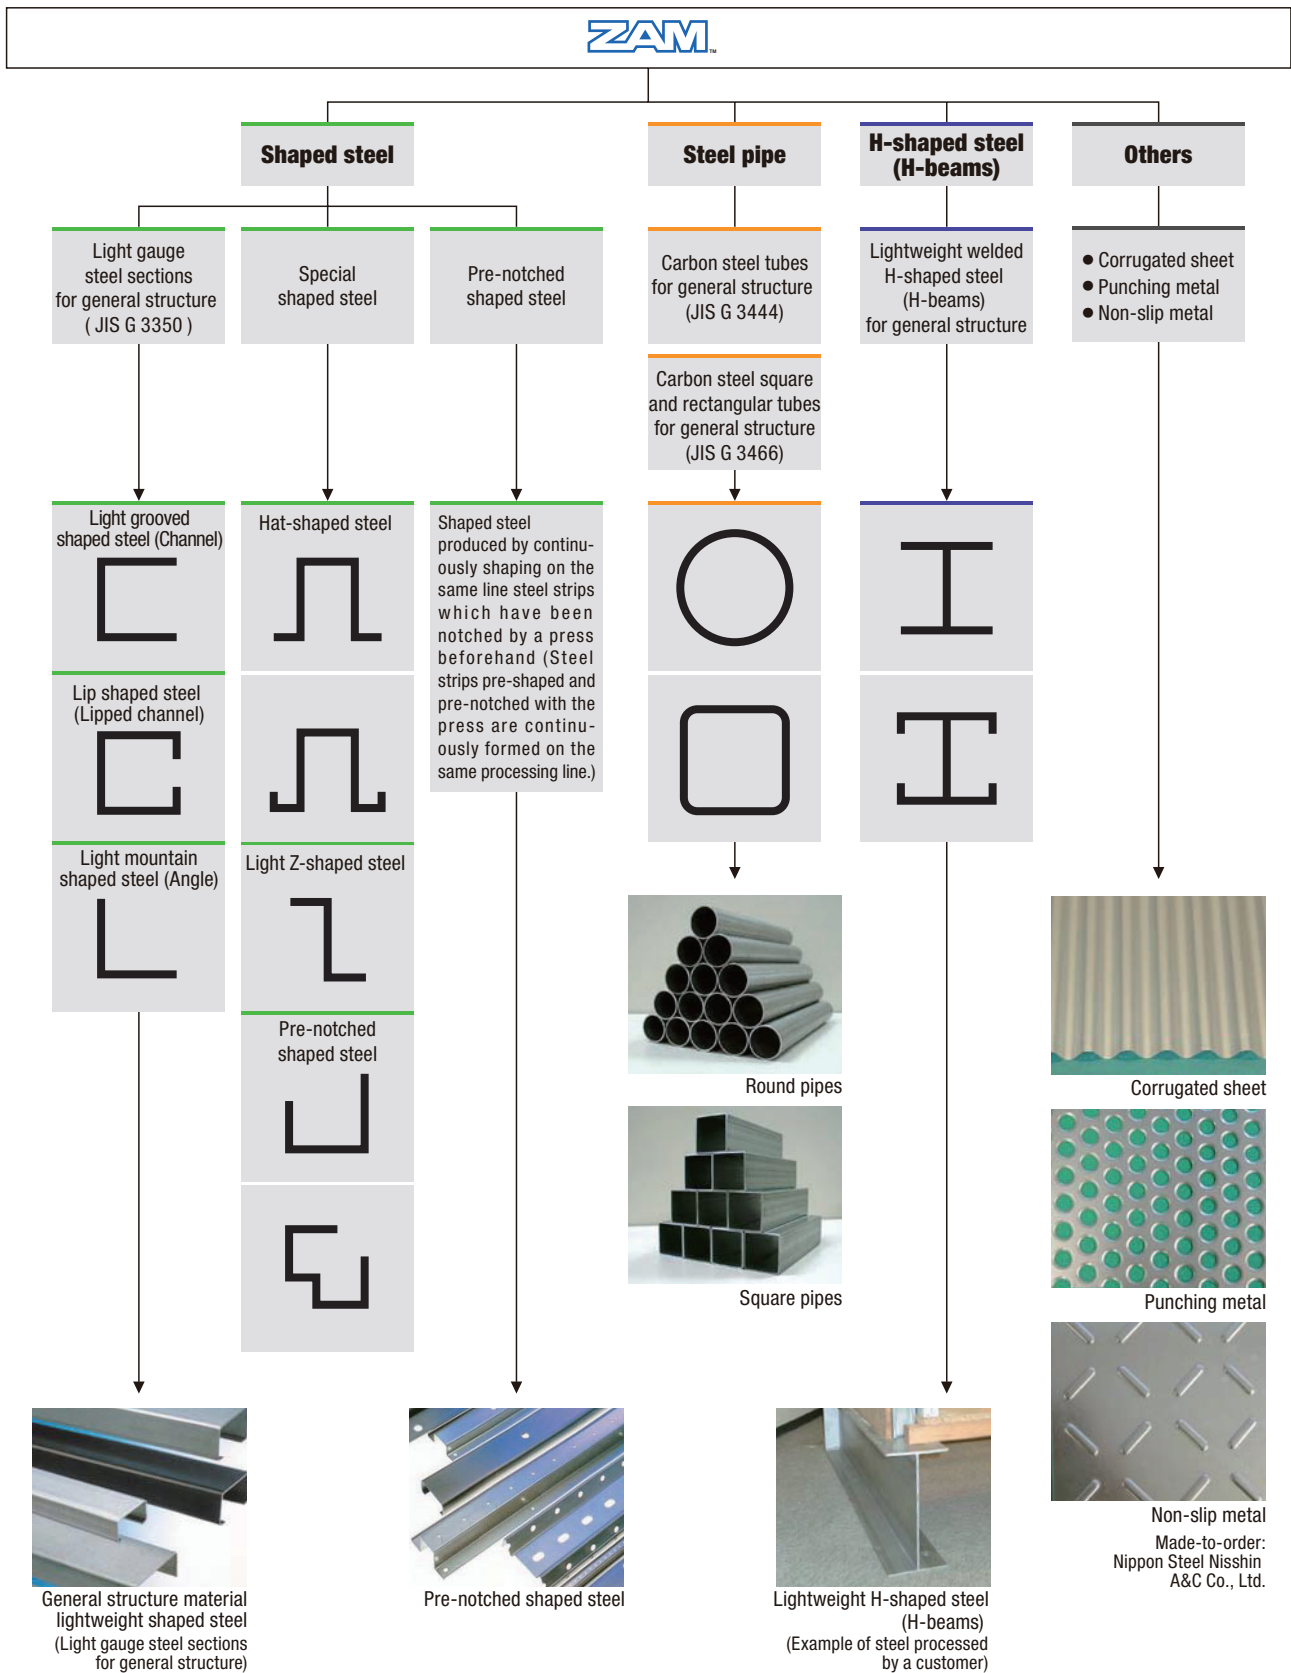 ZAM™
Shaped steel
Steel pipe
H-shaped steel
(H-beams)
Others
Light gauge
steel sections
for general structure
( JIS G 3350 )
Special
shaped steel
Pre-notched
shaped steel
Carbon steel tubes
for general structure
(JIS G 3444)
Carbon steel square
and rectangular tubes
for general structure
(JIS G 3466)
Lightweight welded
H-shaped steel
(H-beams)
for general structure
● Corrugated sheet
● Punching metal
● Non-slip metal
Light grooved
shaped steel (Channel)
Lip shaped steel
(Lipped channel)
Light mountain
shaped steel (Angle)
Hat-shaped steel
Light Z-shaped steel
Pre-notched
shaped steel
Shaped steel
produced by continu-
ously shaping on the
same line steel strips
which have been
notched by a press
beforehand (Steel
strips pre-shaped and
pre-notched with the
press are continu-
ously formed on the
same processing line.)
Round pipes
Square pipes
Corrugated sheet
Punching metal
Non-slip metal
Made-to-order:
Nippon Steel Nisshin
A&C Co., Ltd.
General structure material
lightweight shaped steel
(Light gauge steel sections
for general structure)
Pre-notched shaped steel
Lightweight H-shaped steel
(H-beams)
(Example of steel processed
by a customer)